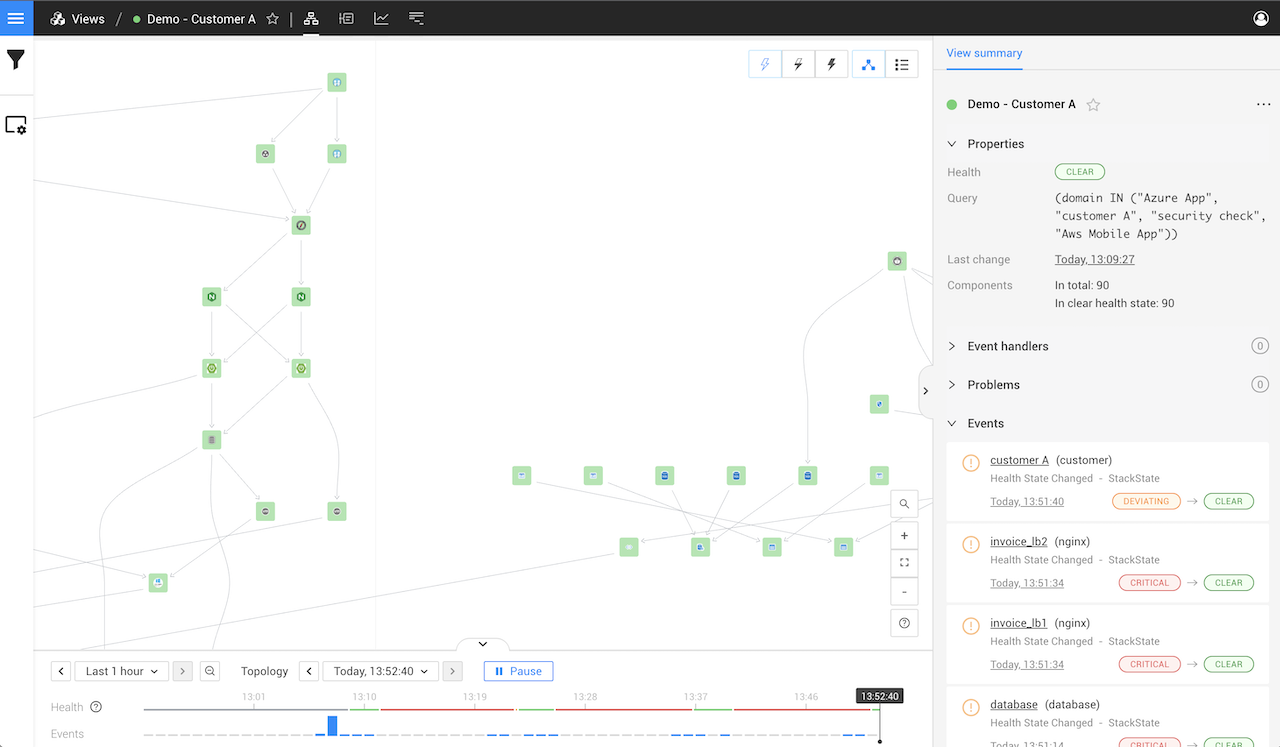 Views / Demo - Customer A
View summary
Demo - Customer A
Properties
Health CLEAR
Query (domain IN ("Azure App",
"customer A", "security check",
"Aws Mobile App"))
Last change Today, 13:09:27
Components In total: 90
In clear health state: 90
Event handlers 0
Problems 0
Events
customer A (customer)
Health State Changed - StackState
Today, 13:51:40 DEVIATING → CLEAR
invoice_lb2 (nginx)
Health State Changed - StackState
Today, 13:51:34 CRITICAL → CLEAR
invoice_lb1 (nginx)
Health State Changed - StackState
Today, 13:51:34 CRITICAL → CLEAR
database (database)
Health State Changed - StackState
Today, 13:51:14 CRITICAL → CLEAR
Last 1 hour Topology Today, 13:52:40 Pause
13:01 13:10 13:19 13:28 13:37 13:46 13:52:40
Health
Events